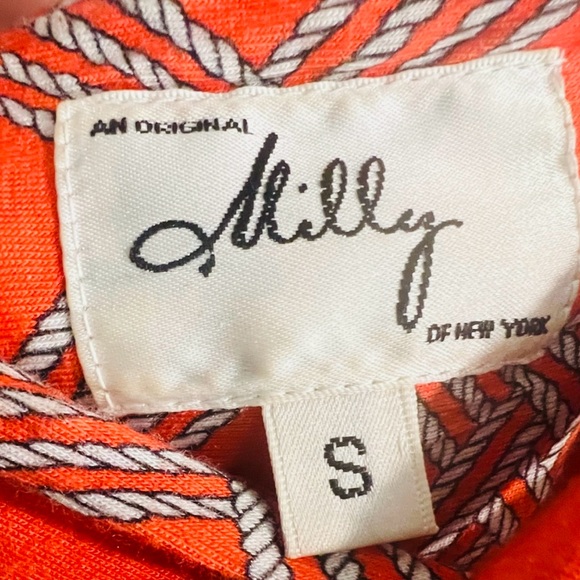 AN ORIGINAL
Milly
OF NEW YORK
S